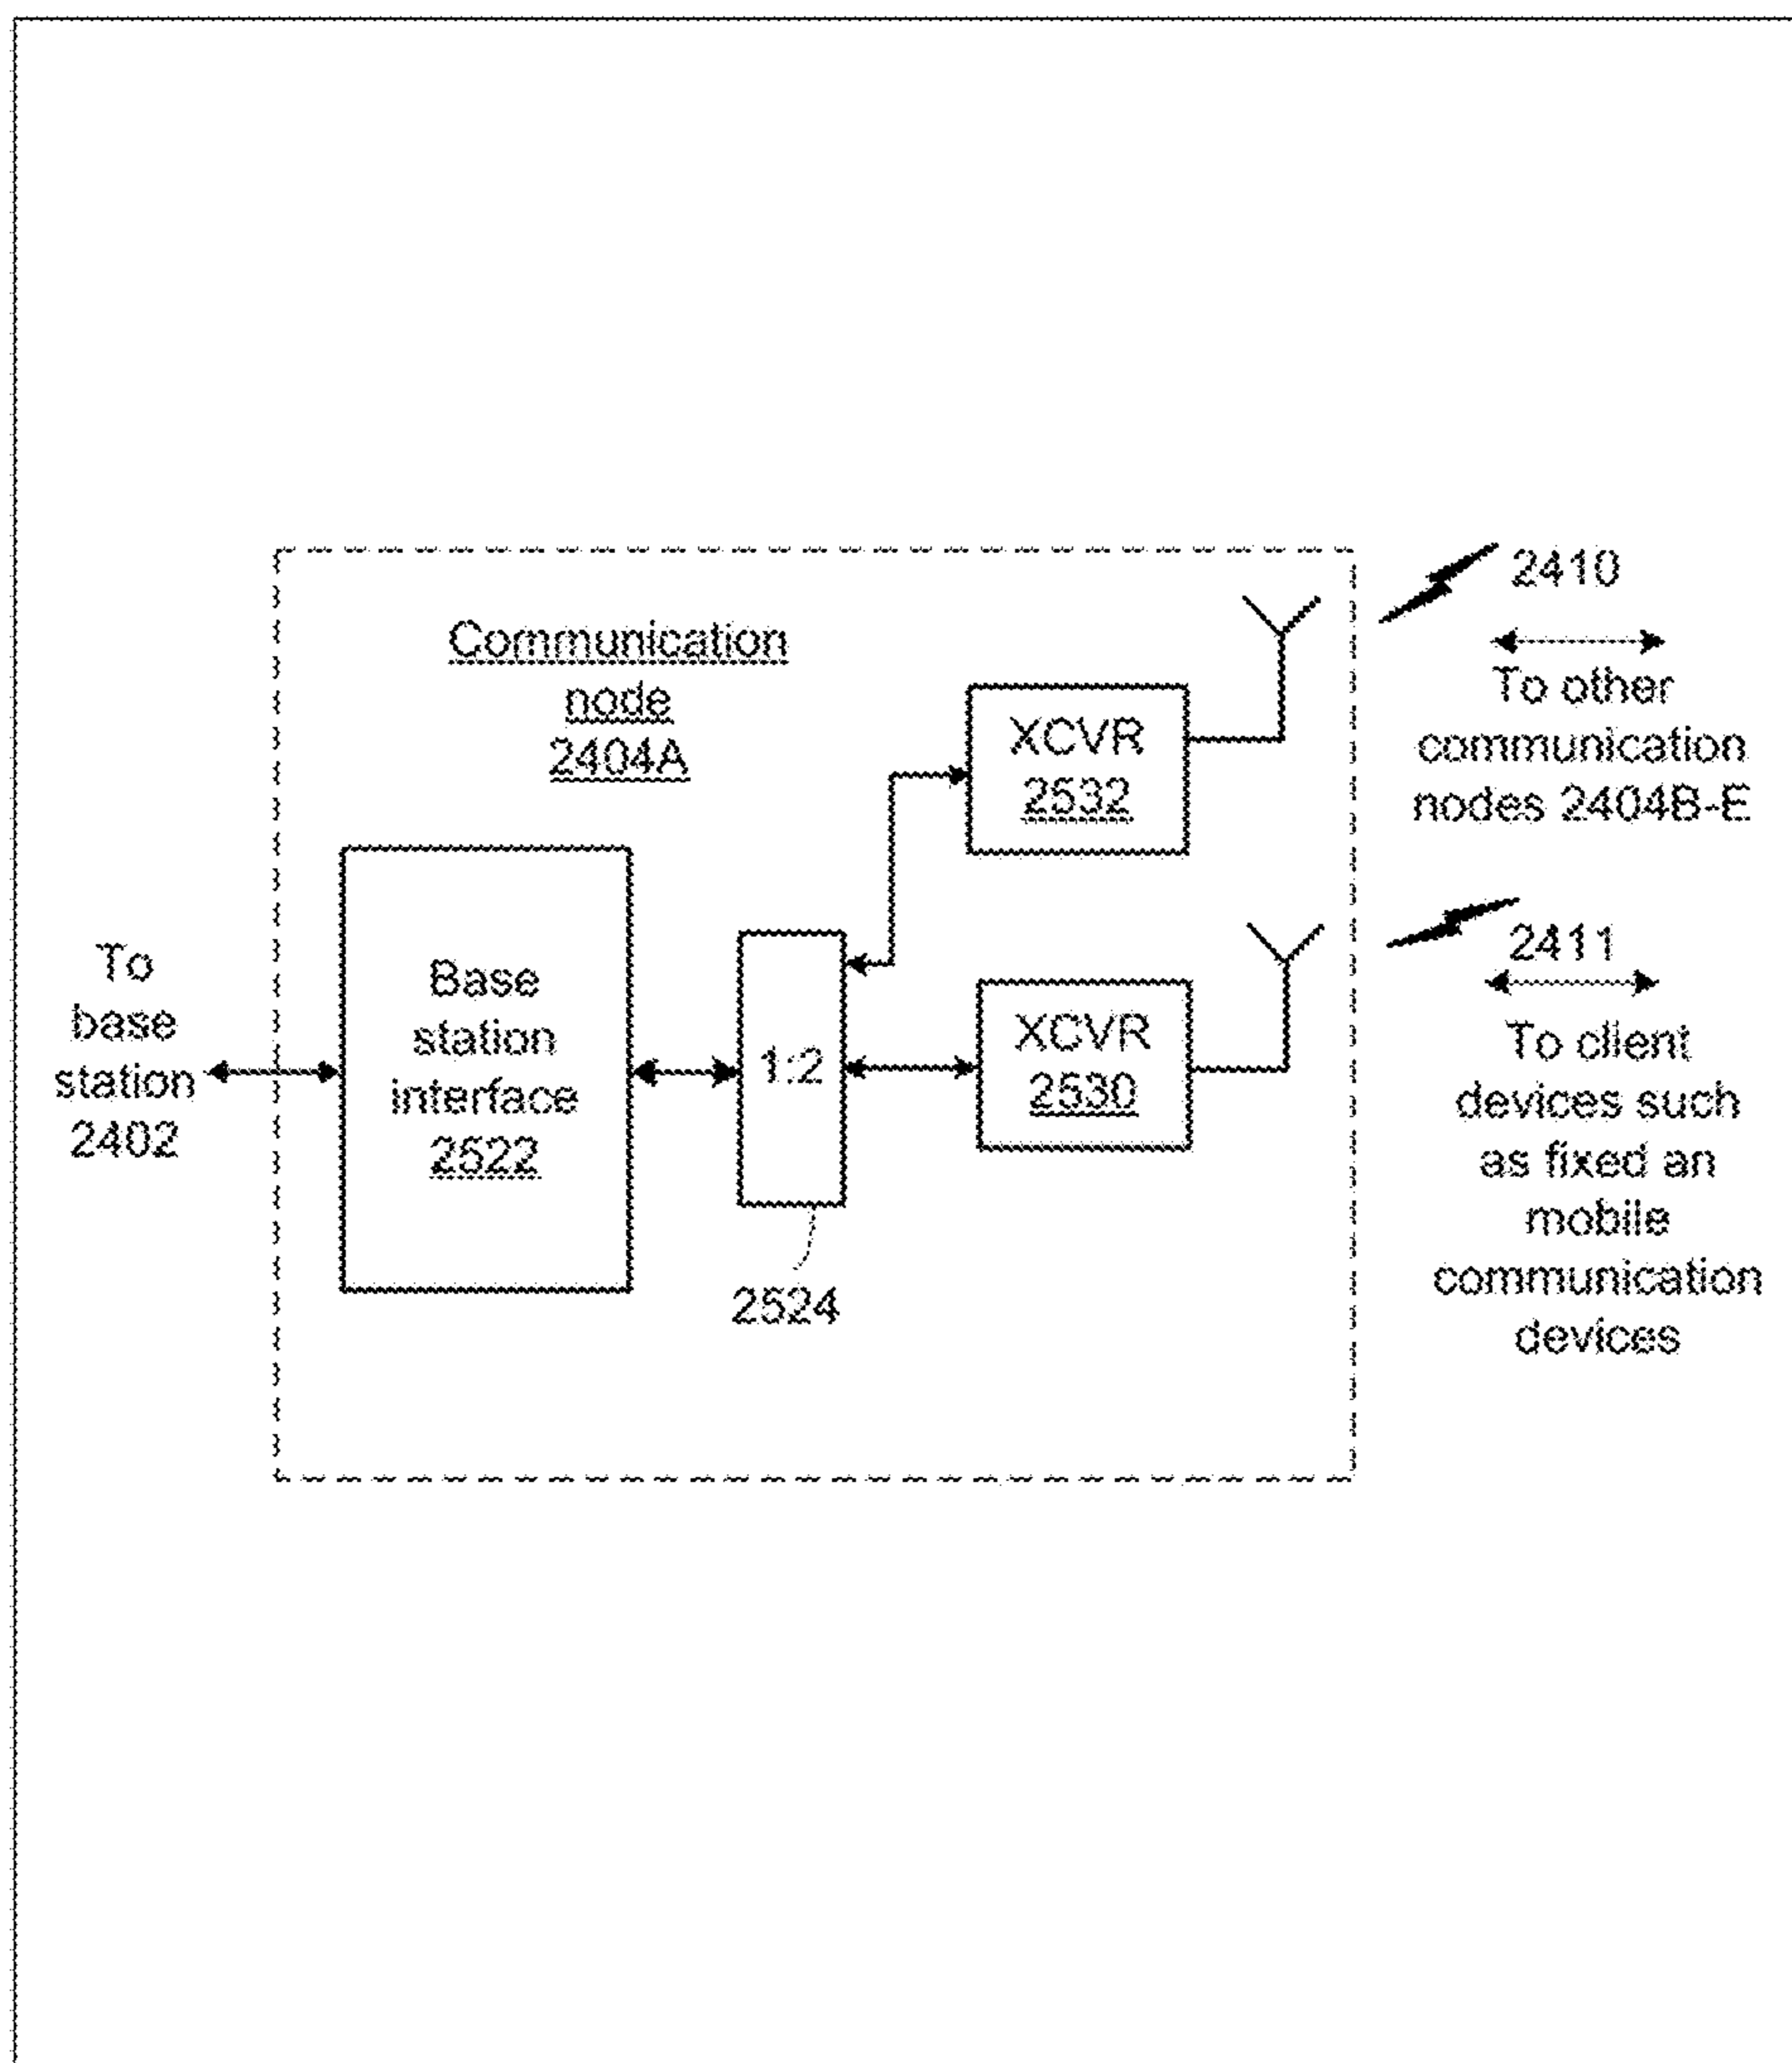 Communication
node
2404A
To
base
station
2402
Base
station
interface
2522
1:2
2524
XCVR
2532
XCVR
2530
2410
To other
communication
nodes 2404B-E
2411
To client
devices such
as fixed an
mobile
communication
devices